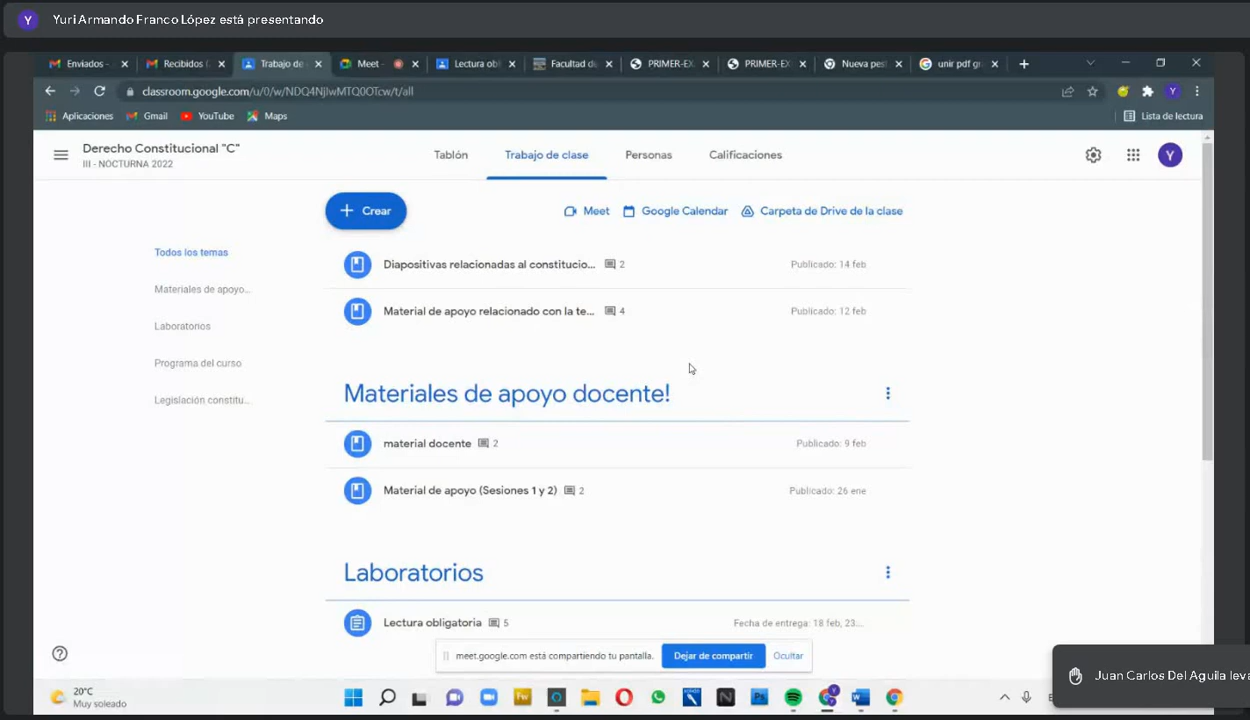 Y Yuri Armando Franco López está presentando
Enviados - Recibidos ( Trabajo de Meet - Lectura obl Facultad de PRIMER-EX PRIMER-EX Nueva pes unir pdf gr
classroom.google.com/u/0/w/NDQ4NjIwMTQ0OTcw/t/all Y
Aplicaciones Gmail YouTube Maps Lista de lectura
Derecho Constitucional "C"
III - NOCTURNA 2022
Tablón Trabajo de clase Personas Calificaciones Y
+ Crear Meet Google Calendar Carpeta de Drive de la clase
Todos los temas
Materiales de apoyo...
Laboratorios
Programa del curso
Legislación constitu...
Diapositivas relacionadas al constitucio... 2 Publicado: 14 feb
Material de apoyo relacionado con la te... 4 Publicado: 12 feb
Materiales de apoyo docente!
material docente 2 Publicado: 9 feb
Material de apoyo (Sesiones 1 y 2) 2 Publicado: 26 ene
Laboratorios
Lectura obligatoria 5 Fecha de entrega: 18 feb, 23...
meet.google.com está compartiendo tu pantalla. Dejar de compartir Ocultar
Juan Carlos Del Aguila leva
20°C
Muy soleado